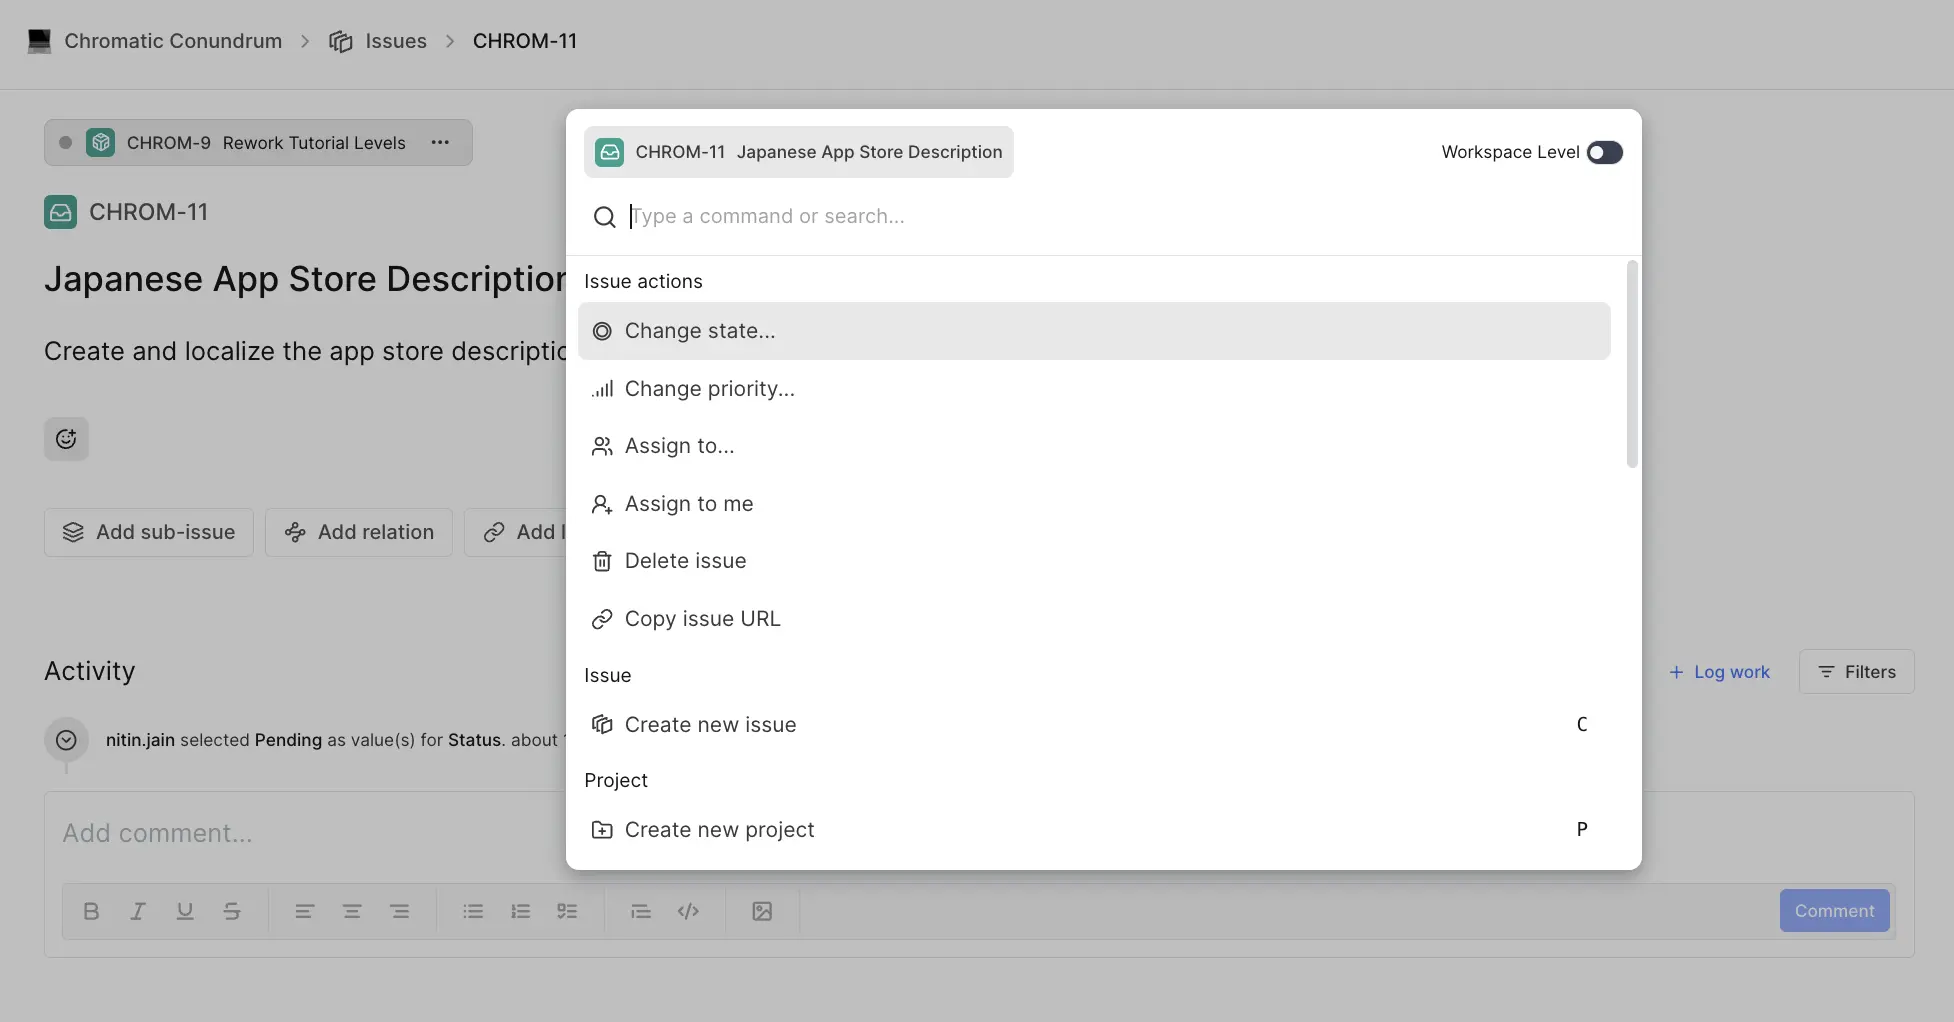 Chromatic Conundrum > Issues > CHROM-11
CHROM-9 Rework Tutorial Levels ...
CHROM-11
Japanese App Store Description
Create and localize the app store
Add sub-issue
Add relation
Add
Activity
Log work
Filters
nitin.jain selected Pending as value(s) for Status. about
Add comment...
Comment
CHROM-11 Japanese App Store Description
Workspace Level
Type a command or search...
Issue actions
Change state...
Change priority...
Assign to...
Assign to me
Delete issue
Copy issue URL
Issue
Create new issue C
Project
Create new project P